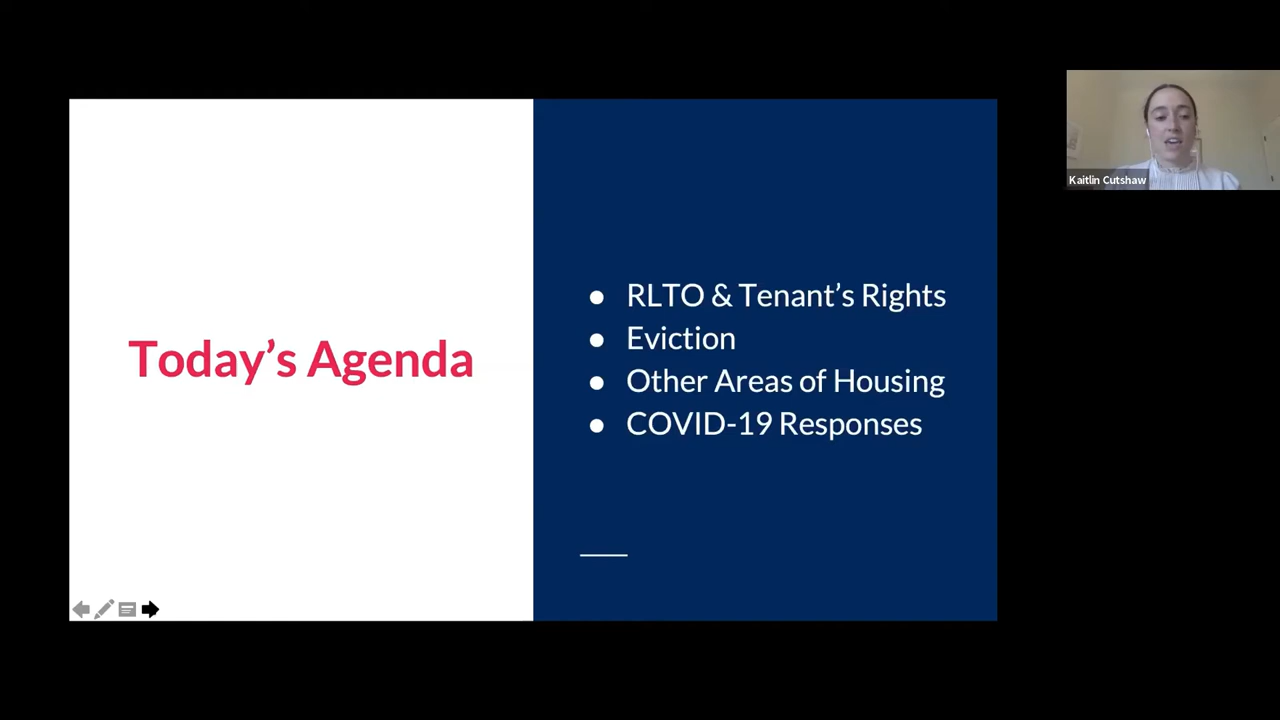 Today’s Agenda
● RLTO & Tenant’s Rights
● Eviction
● Other Areas of Housing
● COVID-19 Responses
Kaitlin Cutshaw